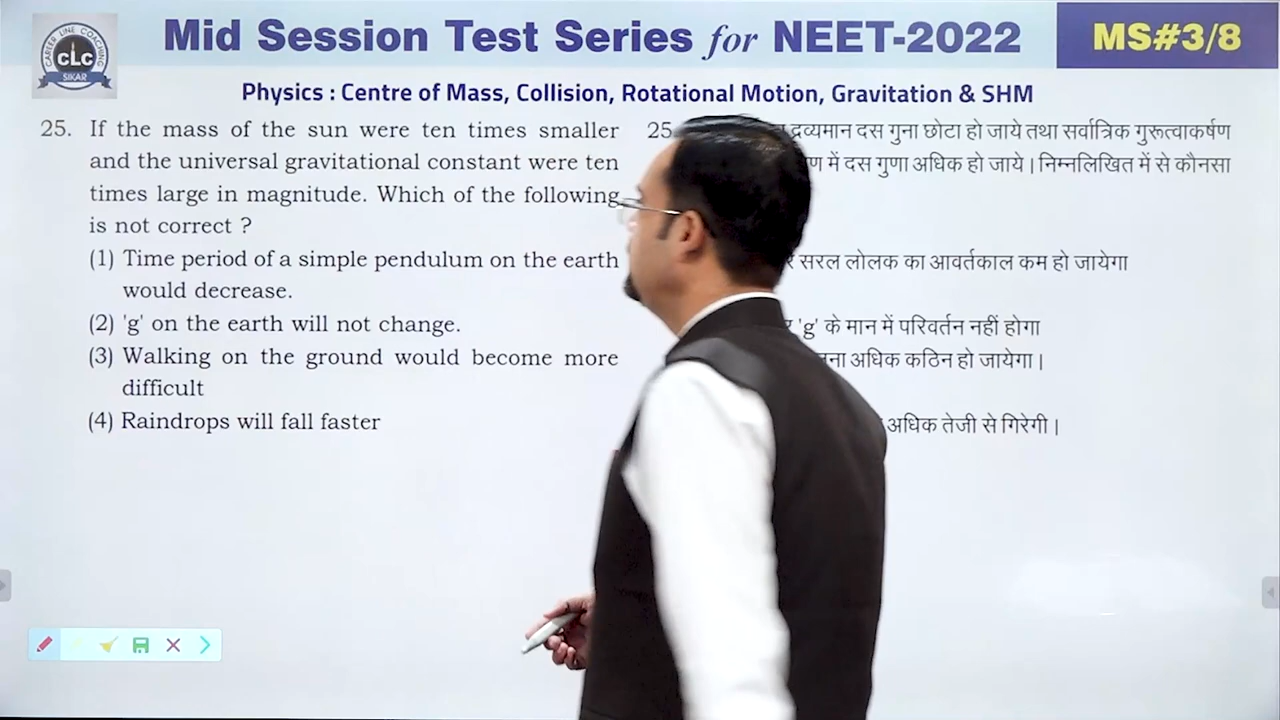 CAREER LINE COACHING
CLC
SIKAR
Mid Session Test Series for NEET-2022
MS#3/8
Physics : Centre of Mass, Collision, Rotational Motion, Gravitation & SHM
25. If the mass of the sun were ten times smaller
and the universal gravitational constant were ten
times large in magnitude. Which of the following
is not correct ?
(1) Time period of a simple pendulum on the earth
would decrease.
(2) 'g' on the earth will not change.
(3) Walking on the ground would become more
difficult
(4) Raindrops will fall faster
25
द्रव्यमान दस गुना छोटा हो जाये तथा सर्वात्रिक गुरूत्वाकर्षण
में दस गुणा अधिक हो जाये । निम्नलिखित में से कौनसा
सरल लोलक का आवर्तकाल कम हो जायेगा
'g' के मान में परिवर्तन नहीं होगा
अधिक कठिन हो जायेगा ।
अधिक तेजी से गिरेगी ।